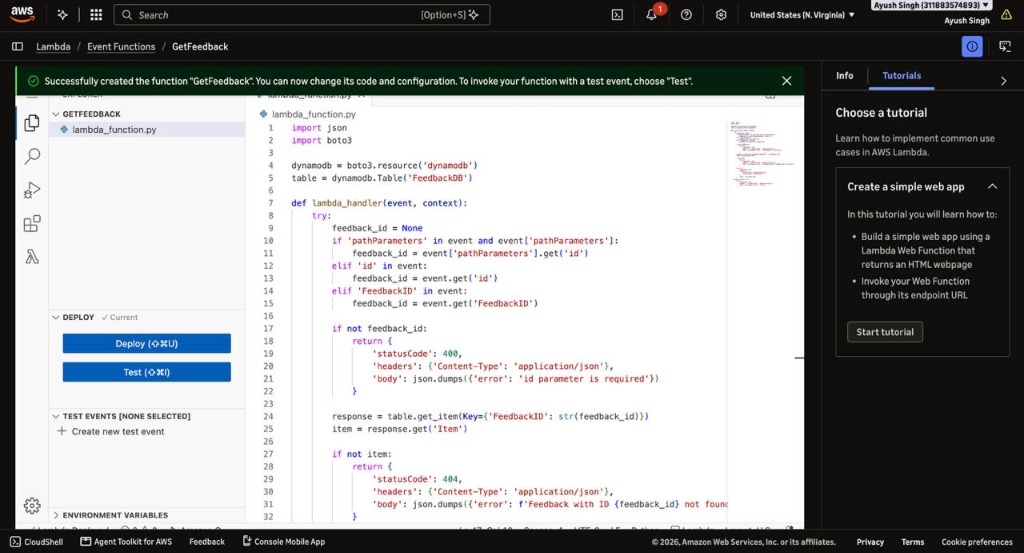 aws
Search
[Option+S]
1
United States (N. Virginia) ▼
Ayush Singh (311883574893) ▼
Ayush Singh
Lambda / Event Functions / GetFeedback
Successfully created the function "GetFeedback". You can now change its code and configuration. To invoke your function with a test event, choose "Test".
GETFEEDBACK
lambda_function.py
DEPLOY ✓ Current
Deploy (⇧⌘U)
Test (⇧⌘I)
TEST EVENTS [NONE SELECTED]
+ Create new test event
ENVIRONMENT VARIABLES
lambda_function.py
1 import json
2 import boto3
3
4 dynamodb = boto3.resource('dynamodb')
5 table = dynamodb.Table('FeedbackDB')
6
7 def lambda_handler(event, context):
8 try:
9 feedback_id = None
10 if 'pathParameters' in event and event['pathParameters']:
11 feedback_id = event['pathParameters'].get('id')
12 elif 'id' in event:
13 feedback_id = event.get('id')
14 elif 'FeedbackID' in event:
15 feedback_id = event.get('FeedbackID')
16
17 if not feedback_id:
18 return {
19 'statusCode': 400,
20 'headers': {'Content-Type': 'application/json'},
21 'body': json.dumps({'error': 'id parameter is required'})
22 }
23
24 response = table.get_item(Key={'FeedbackID': str(feedback_id)})
25 item = response.get('Item')
26
27 if not item:
28 return {
29 'statusCode': 404,
30 'headers': {'Content-Type': 'application/json'},
31 'body': json.dumps({'error': f'Feedback with ID {feedback_id} not found
32 }
Info
Tutorials
Choose a tutorial
Learn how to implement common use
cases in AWS Lambda.
Create a simple web app
In this tutorial you will learn how to:
• Build a simple web app using a
Lambda Web Function that
returns an HTML webpage
• Invoke your Web Function
through its endpoint URL
Start tutorial
CloudShell
Agent Toolkit for AWS
Feedback
Console Mobile App
© 2026, Amazon Web Services, Inc. or its affiliates.
Privacy
Terms
Cookie preferences